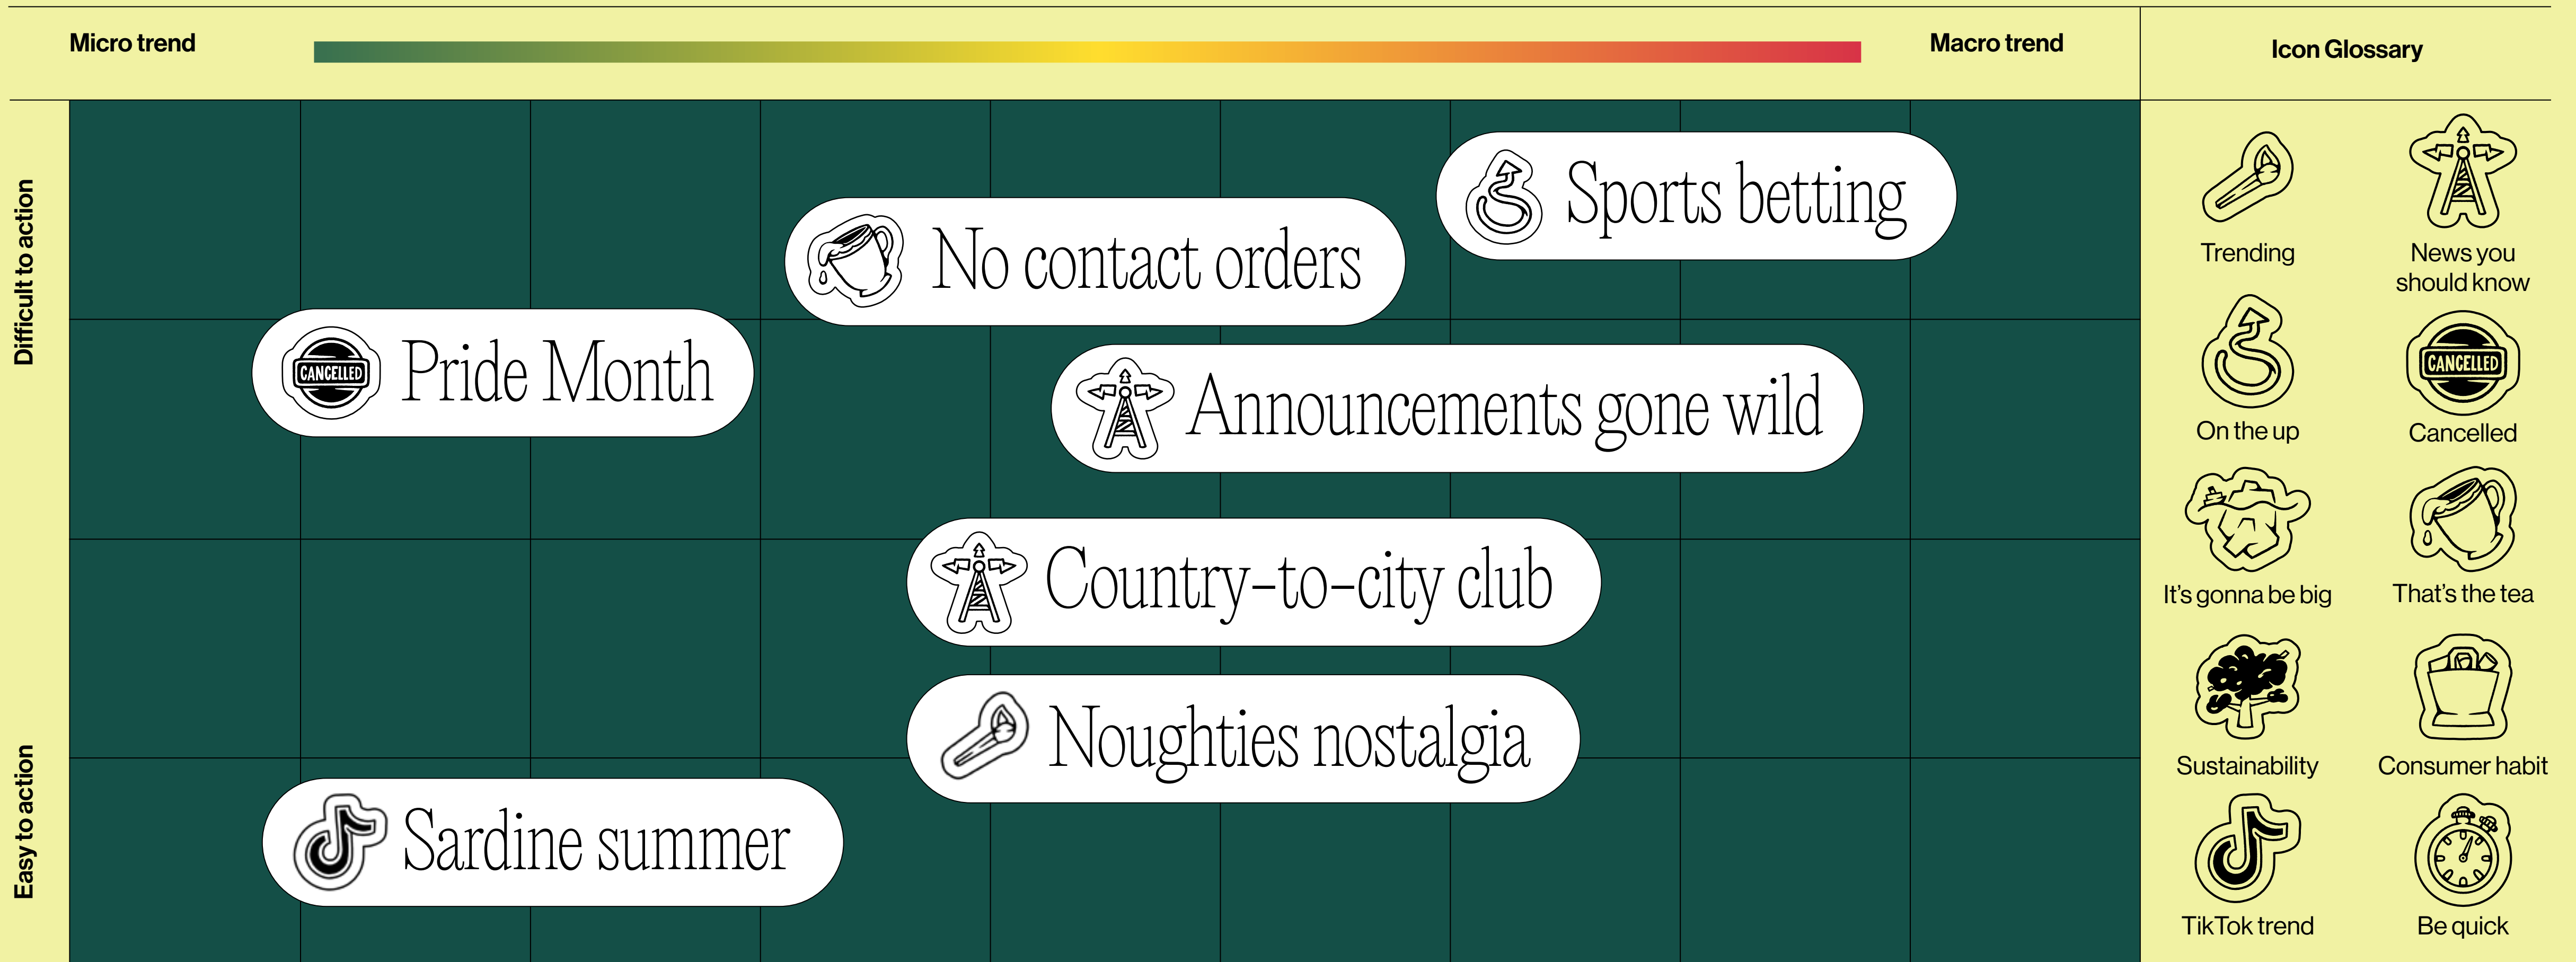 Micro trend
Macro trend
Icon Glossary
Difficult to action
Easy to action
Sports betting
No contact orders
CANCELLED
Pride Month
Announcements gone wild
Country-to-city club
Noughties nostalgia
Sardine summer
Trending
News you
should know
On the up
CANCELLED
Cancelled
It's gonna be big
That's the tea
Sustainability
Consumer habit
TikTok trend
Be quick